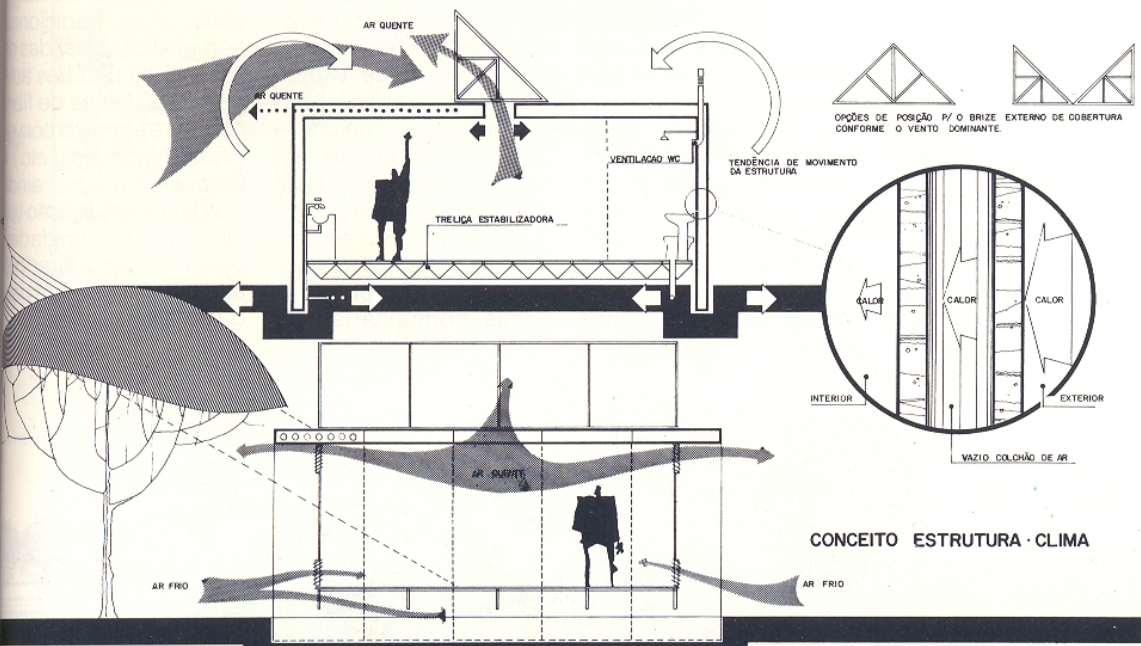 AR QUENTE
AR QUENTE
VENTILACAO WC
TRELIÇA ESTABILIZADORA
TENDÊNCIA DE MOVIMENTO
DA ESTRUTURA
OPÇÕES DE POSIÇÃO P/ O BRIZE EXTERNO DE COBERTURA
CONFORME O VENTO DOMINANTE.
CALOR
CALOR
CALOR
INTERIOR
EXTERIOR
VAZIO COLCHÃO DE AR
AR QUENTE
AR FRIO
AR FRIO
CONCEITO ESTRUTURA · CLIMA